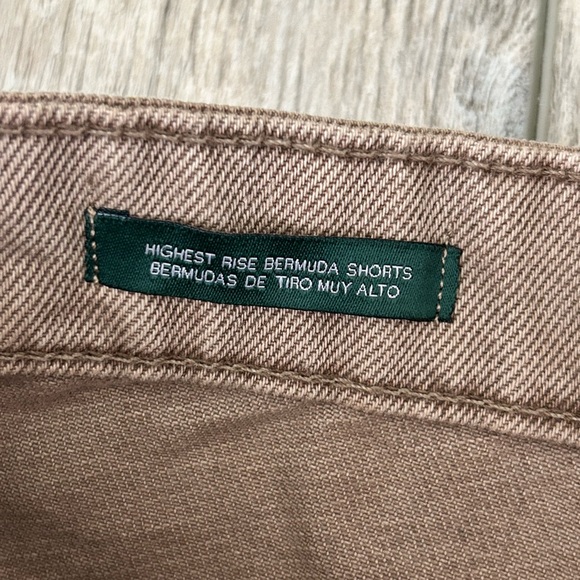 HIGHEST RISE BERMUDA SHORTS
BERMUDAS DE TIRO MUY ALTO